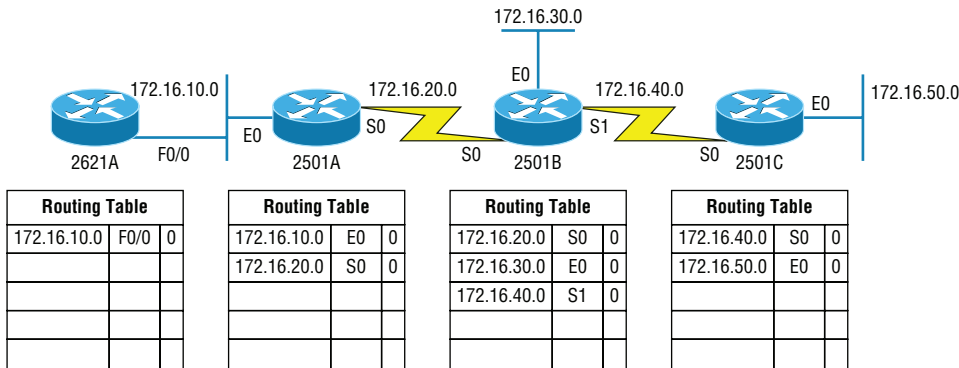 172.16.30.0
E0
172.16.10.0
172.16.20.0
172.16.40.0
E0
172.16.50.0
E0
S0
S1
F0/0
S0
S0
2621A
2501A
2501B
2501C
Routing Table
172.16.10.0 F0/0 0
Routing Table
172.16.10.0 E0 0
172.16.20.0 S0 0
Routing Table
172.16.20.0 S0 0
172.16.30.0 E0 0
172.16.40.0 S1 0
Routing Table
172.16.40.0 S0 0
172.16.50.0 E0 0